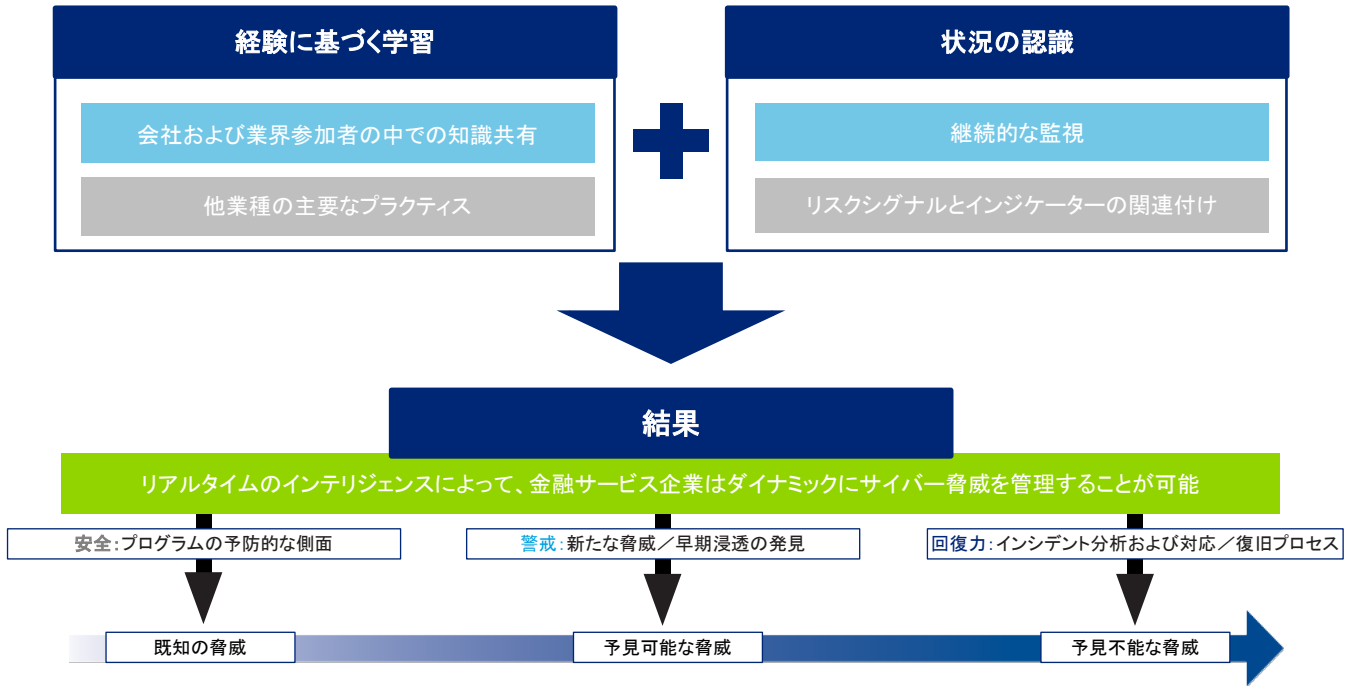 経験に基づく学習
会社および業界参加者の中での知識共有
他業種の主要なプラクティス
状況の認識
継続的な監視
リスクシグナルとインジケーターの関連付け
結果
リアルタイムのインテリジェンスによって、金融サービス企業はダイナミックにサイバー脅威を管理することが可能
安全:プログラムの予防的な側面
警戒:新たな脅威／早期浸透の発見
回復力:インシデント分析および対応／復旧プロセス
既知の脅威
予見可能な脅威
予見不能な脅威